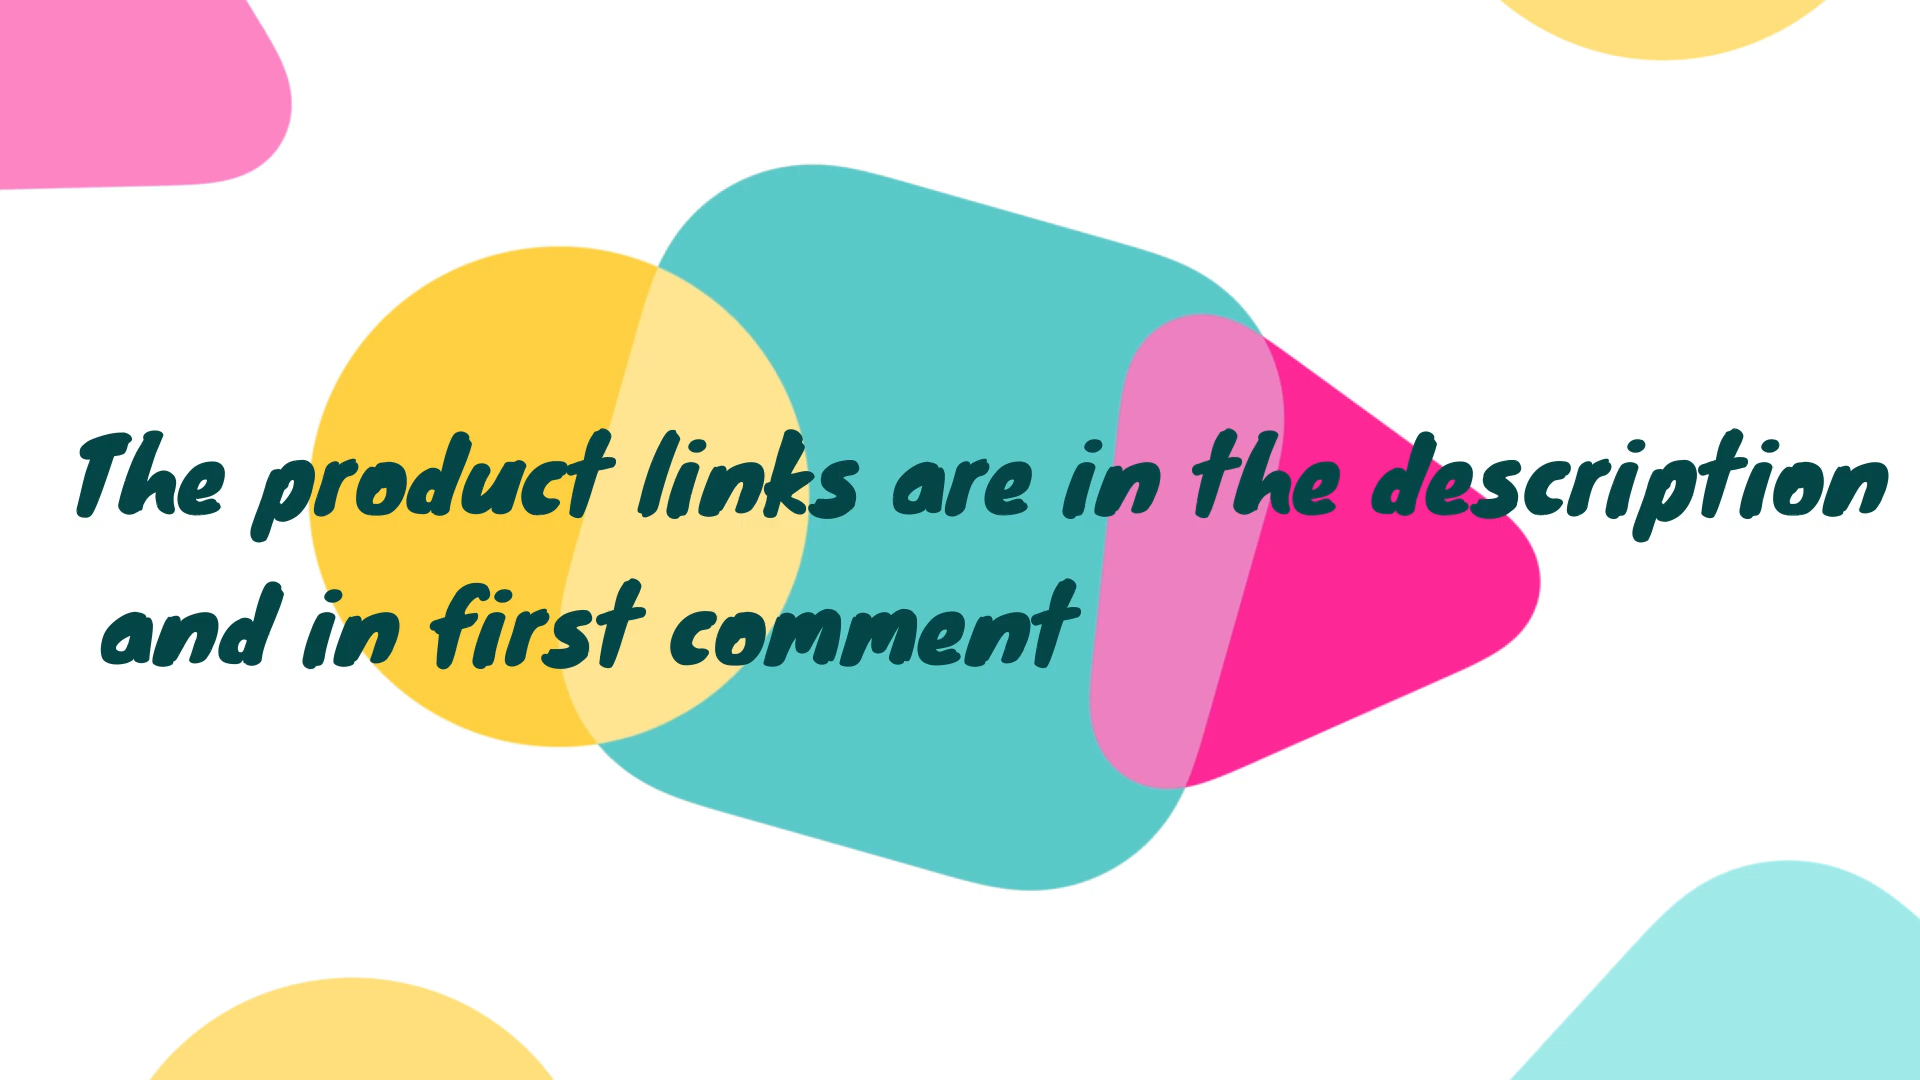 The product links are in the description
and in first comment